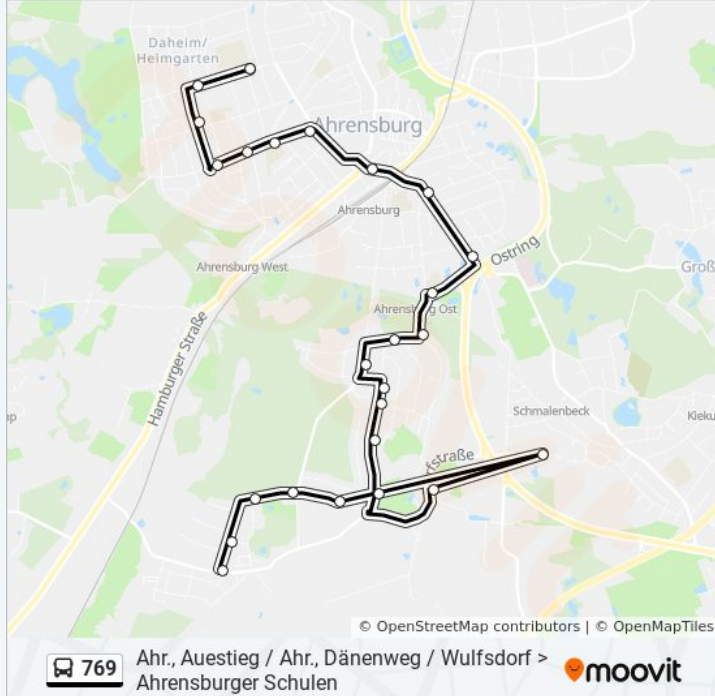 Daheim/
Heimgarten
Ahrensburg
Ahrensburg
Ostring
Ahrensburg West
Groß
Ahrensburg Ost
Hamburger Straße
Schmalenbeck
Kieku
fstraße
© OpenStreetMap contributors | © OpenMapTiles
769
Ahr., Auestieg / Ahr., Dänenweg / Wulfsdorf >
Ahrensburger Schulen
moovit